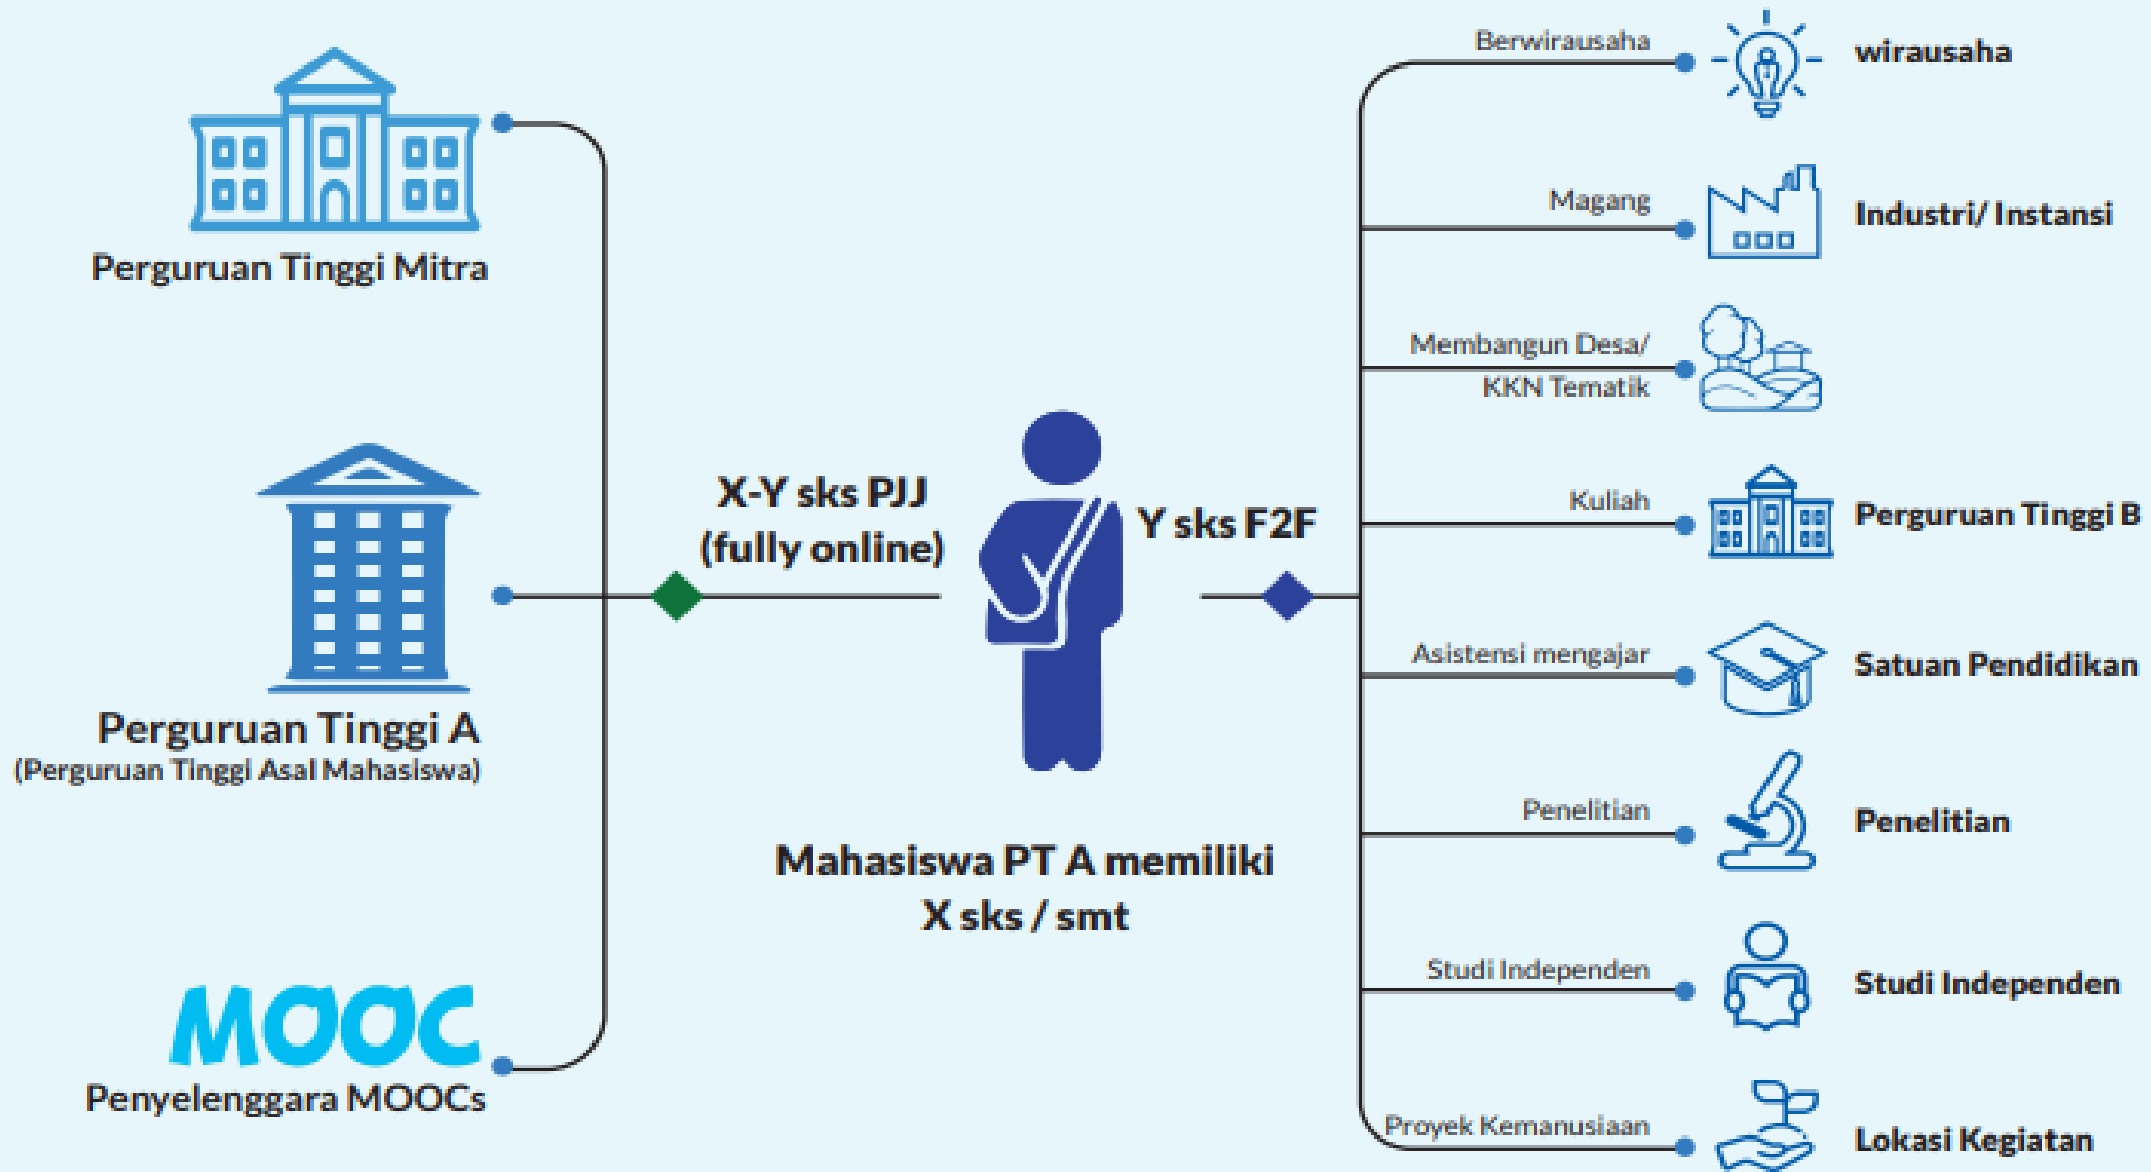 Perguruan Tinggi Mitra
Perguruan Tinggi A
(Perguruan Tinggi Asal Mahasiswa)
MOOC
Penyelenggara MOOCs
X-Y sks PJJ
(fully online)
Y sks F2F
Mahasiswa PT A memiliki
X sks / smt
Berwirausaha
wirausaha
Magang
Industri/ Instansi
Membangun Desa/
KKN Tematik
Kuliah
Perguruan Tinggi B
Asistensi mengajar
Satuan Pendidikan
Penelitian
Penelitian
Studi Independen
Studi Independen
Proyek Kemanusiaan
Lokasi Kegiatan